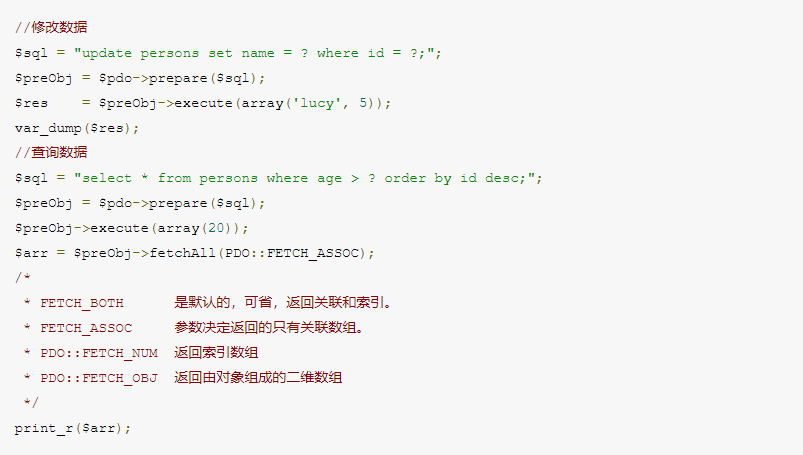 //修改数据
$sql = "update persons set name = ? where id = ?;";
$preObj = $pdo->prepare($sql);
$res    = $preObj->execute(array('lucy', 5));
var_dump($res);
//查询数据
$sql = "select * from persons where age > ? order by id desc;";
$preObj = $pdo->prepare($sql);
$preObj->execute(array(20));
$arr = $preObj->fetchAll(PDO::FETCH_ASSOC);
/*
 * FETCH_BOTH      是默认的，可省，返回关联和索引。
 * FETCH_ASSOC     参数决定返回的只有关联数组。
 * PDO::FETCH_NUM  返回索引数组
 * PDO::FETCH_OBJ  返回由对象组成的二维数组
 */
print_r($arr);